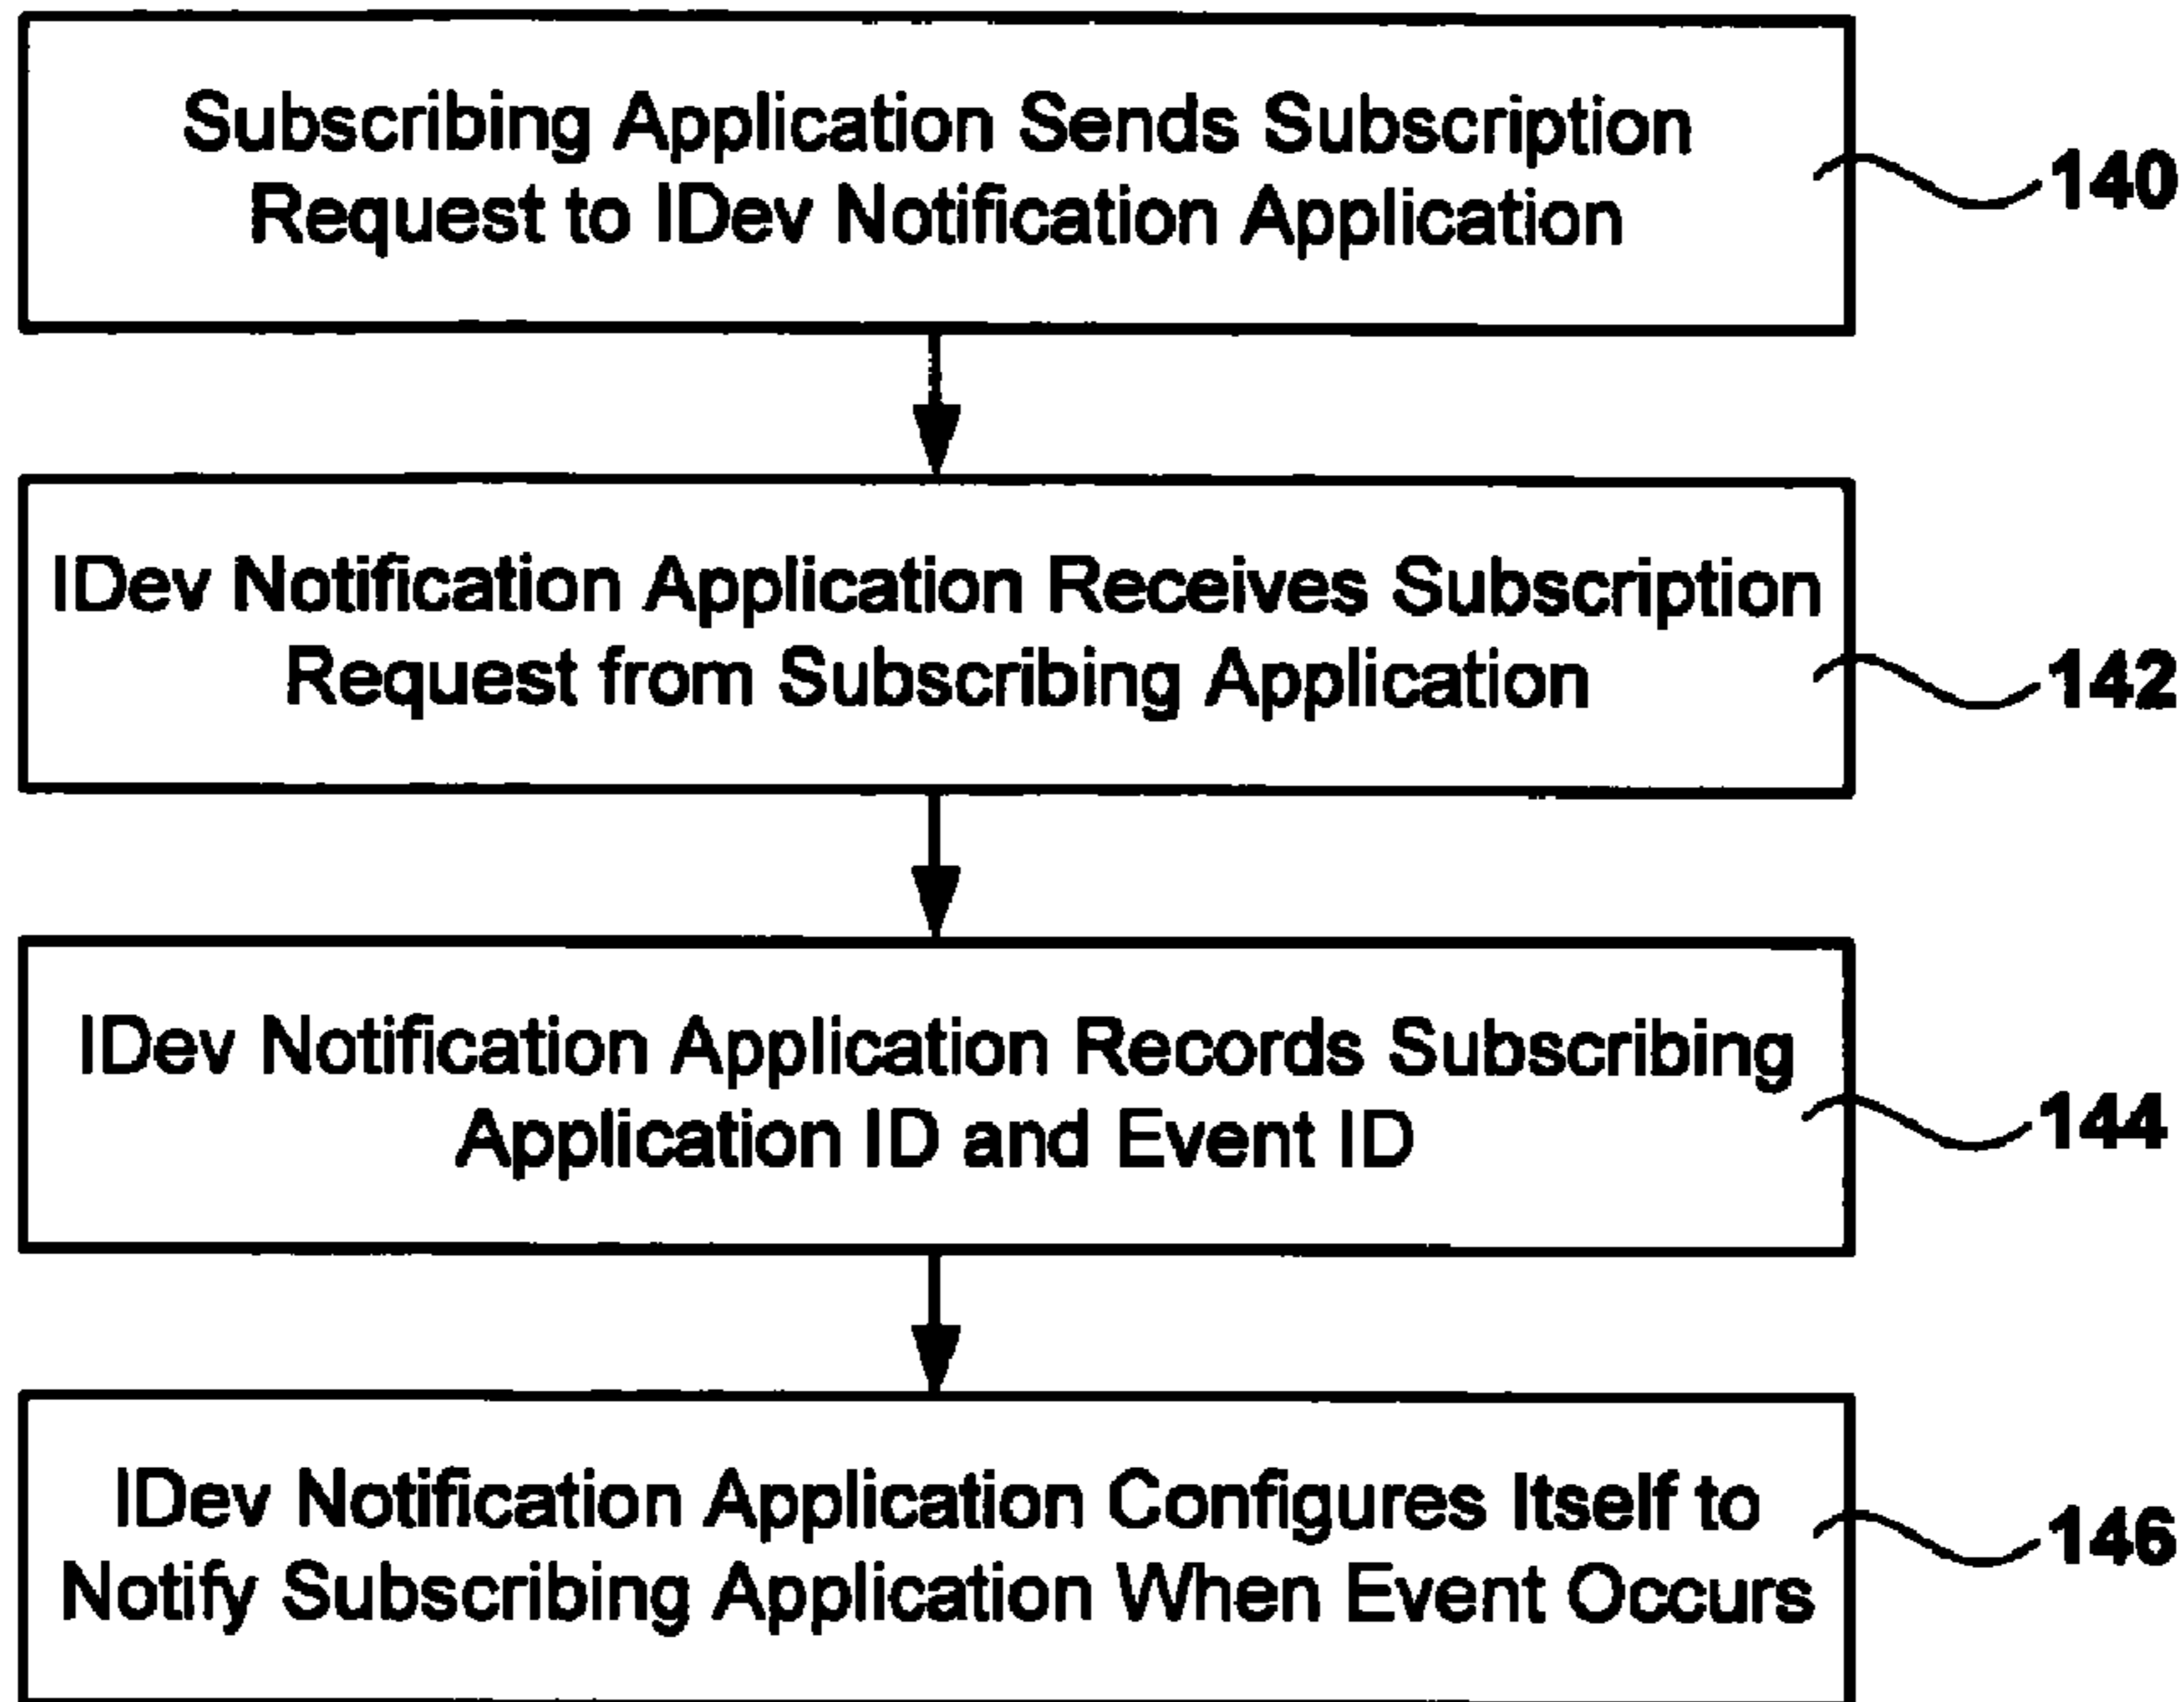 Subscribing Application Sends Subscription
Request to IDev Notification Application
140
IDev Notification Application Receives Subscription
Request from Subscribing Application
142
IDev Notification Application Records Subscribing
Application ID and Event ID
144
IDev Notification Application Configures Itself to
Notify Subscribing Application When Event Occurs
146